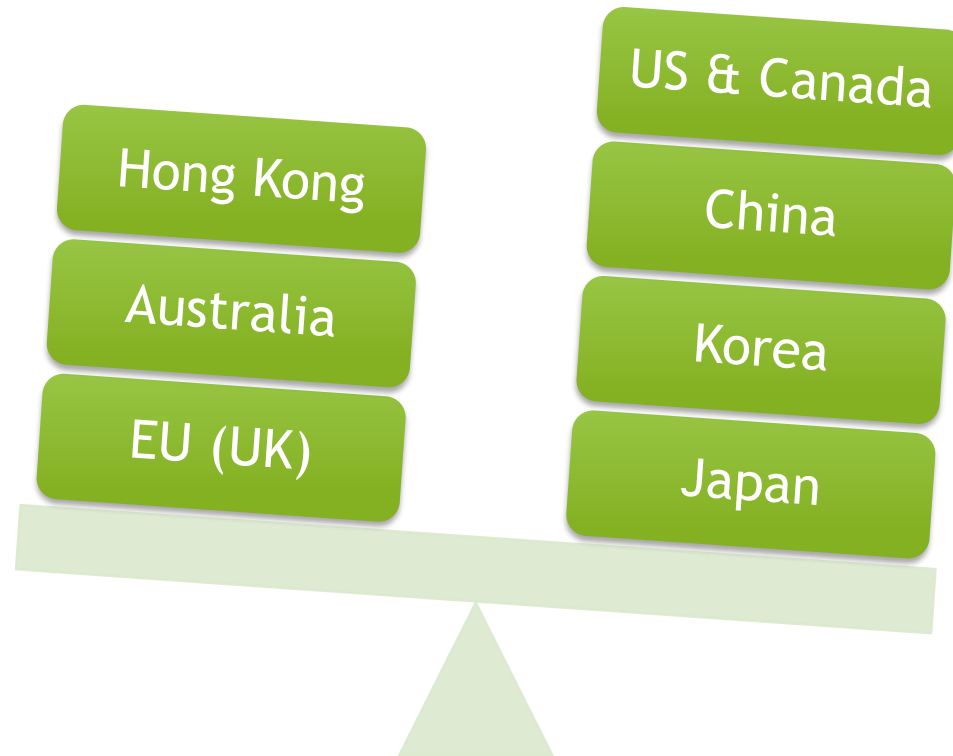 Hong Kong
Australia
EU (UK)
US & Canada
China
Korea
Japan